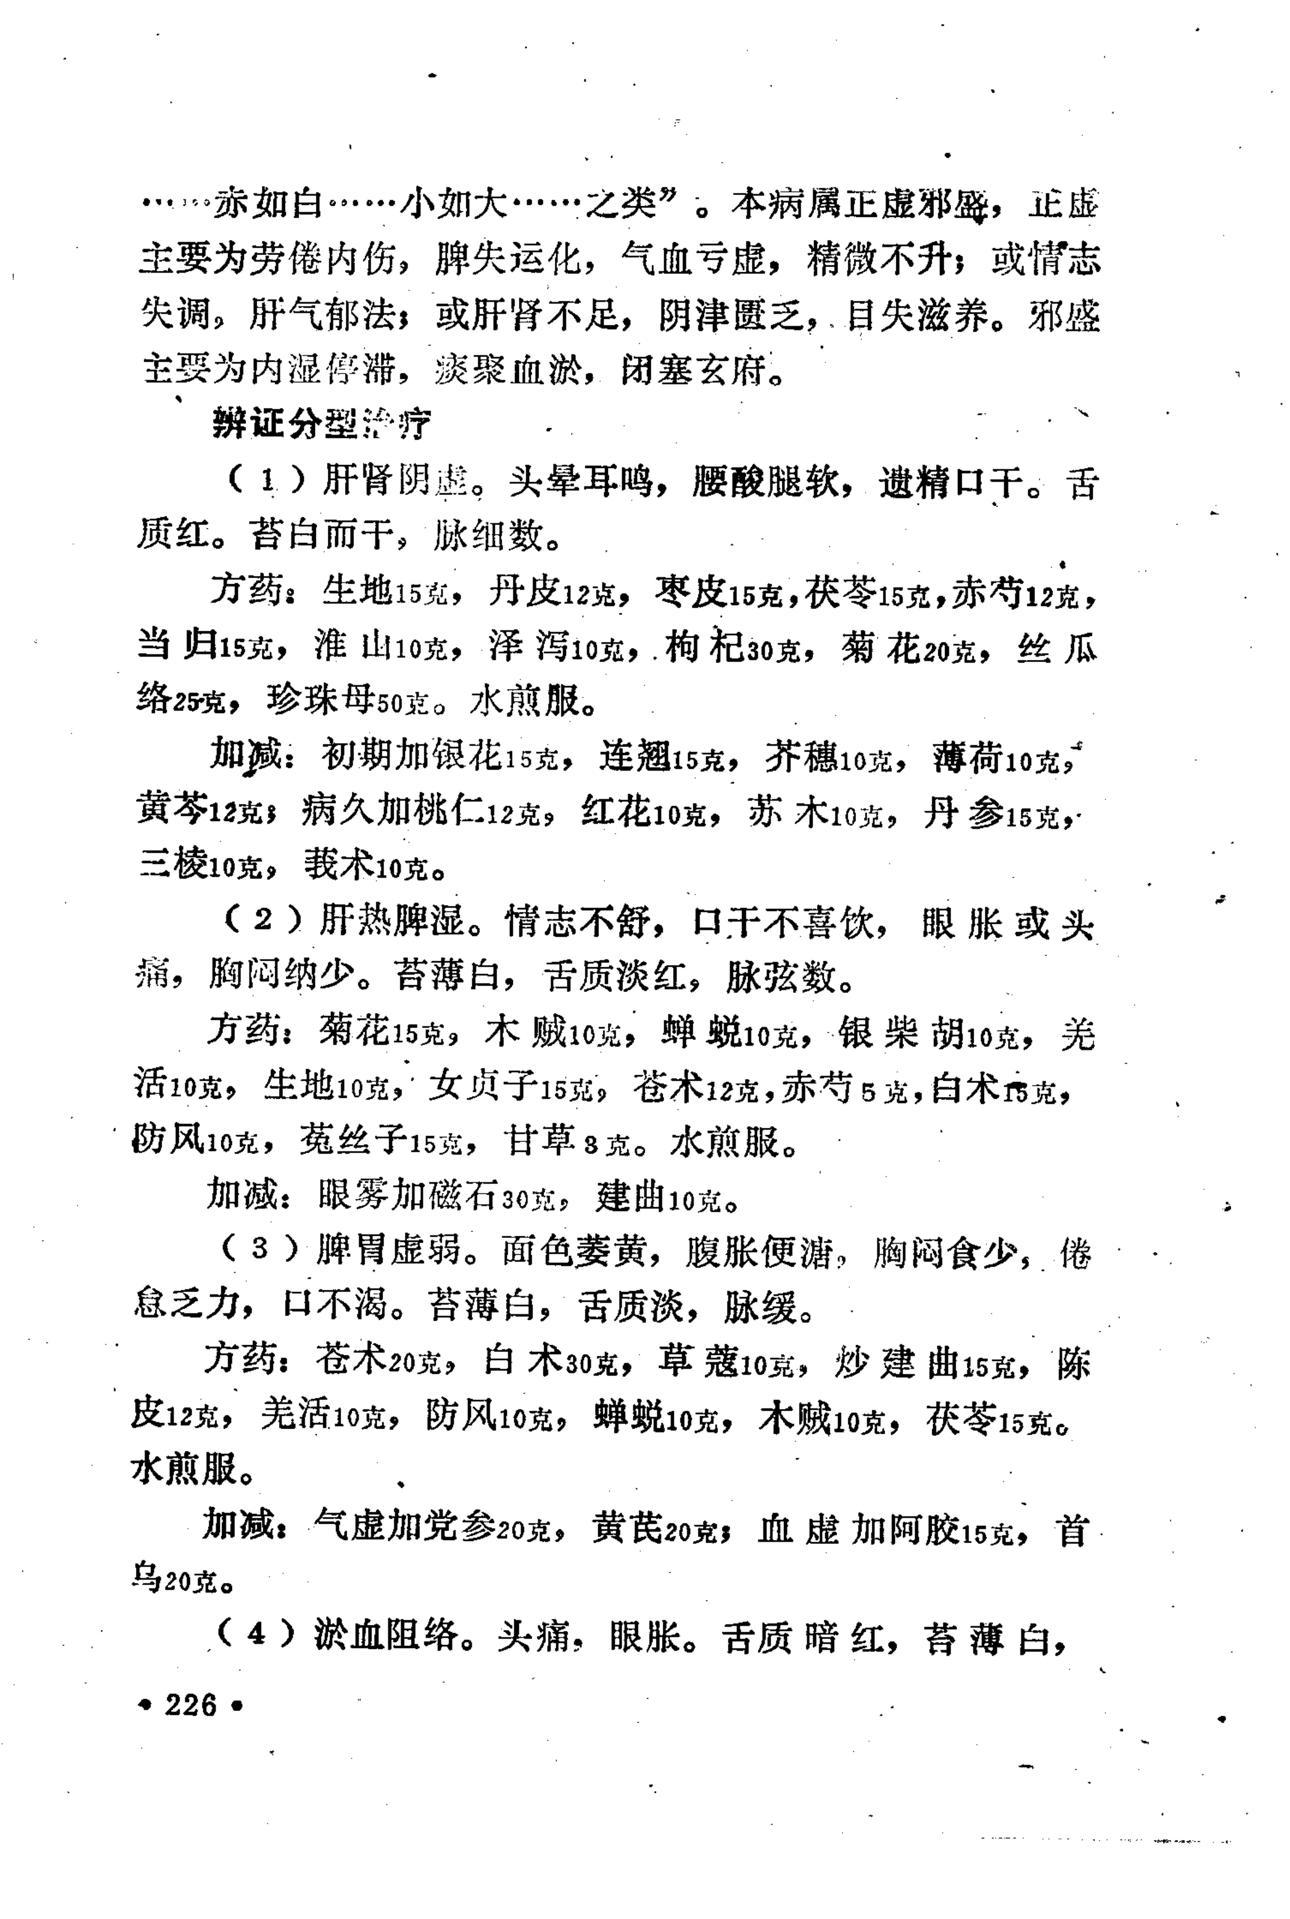 ……赤如白……小如大……之类”。本病属正虚邪盛，正虚
主要为劳倦内伤，脾失运化，气血亏虚，精微不升；或情志
失调，肝气郁法；或肝肾不足，阴津匮乏，目失滋养。邪盛
主要为内湿停滞，痰聚血淤，闭塞玄府。
辨证分型治疗
（1）肝肾阴虚。头晕耳鸣，腰酸腿软，遗精口干。舌
质红。苔白而干，脉细数。
方药：生地15克，丹皮12克，枣皮15克，茯苓15克，赤芍12克，
当归15克，淮山10克，泽泻10克，枸杞30克，菊花20克，丝瓜
络25克，珍珠母50克。水煎服。
加减：初期加银花15克，连翘15克，芥穗10克，薄荷10克，
黄芩12克；病久加桃仁12克，红花10克，苏木10克，丹参15克，
三棱10克，莪术10克。
（2）肝热脾湿。情志不舒，口干不喜饮，眼胀或头
痛，胸闷纳少。苔薄白，舌质淡红，脉弦数。
方药：菊花15克，木贼10克，蝉蜕10克，银柴胡10克，羌
活10克，生地10克，女贞子15克，苍术12克，赤芍5克，白术15克，
防风10克，菟丝子15克，甘草3克。水煎服。
加减：眼雾加磁石30克，建曲10克。
（3）脾胃虚弱。面色萎黄，腹胀便溏，胸闷食少，倦
怠乏力，口不渴。苔薄白，舌质淡，脉缓。
方药：苍术20克，白术30克，草蔻10克，炒建曲15克，陈
皮12克，羌活10克，防风10克，蝉蜕10克，木贼10克，茯苓15克。
水煎服。
加减：气虚加党参20克，黄芪20克；血虚加阿胶15克，首
乌20克。
（4）淤血阻络。头痛，眼胀。舌质暗红，苔薄白，
•226•